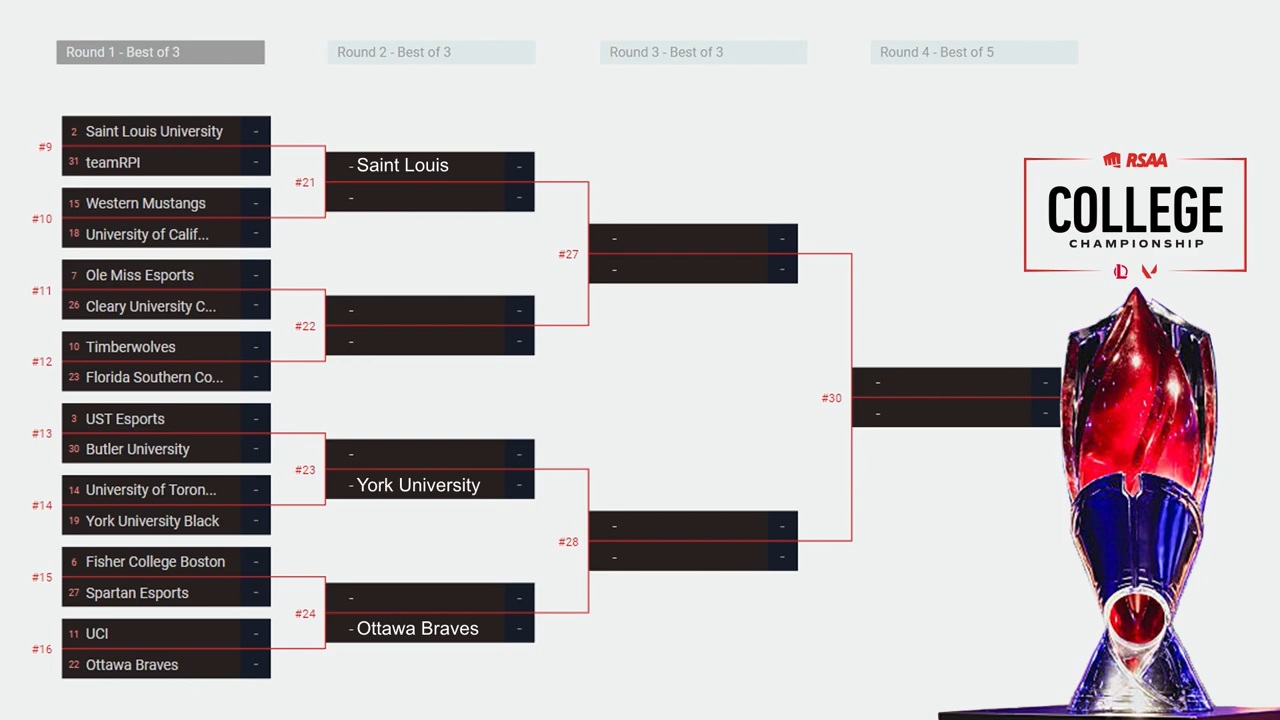 Round 1 - Best of 3
Round 2 - Best of 3
Round 3 - Best of 3
Round 4 - Best of 5
#9
2 Saint Louis University -
31 teamRPI -
#10
15 Western Mustangs -
18 University of Calif... -
#11
7 Ole Miss Esports -
26 Cleary University C... -
#12
10 Timberwolves -
23 Florida Southern Co... -
#13
3 UST Esports -
30 Butler University -
#14
14 University of Toron... -
19 York University Black -
#15
6 Fisher College Boston -
27 Spartan Esports -
#16
11 UCI -
22 Ottawa Braves -
#21
- Saint Louis -
- -
#22
- -
- -
#23
- -
- York University -
#24
- -
- Ottawa Braves -
#27
- -
- -
#28
- -
- -
#30
- -
- -
RSAA
COLLEGE
CHAMPIONSHIP